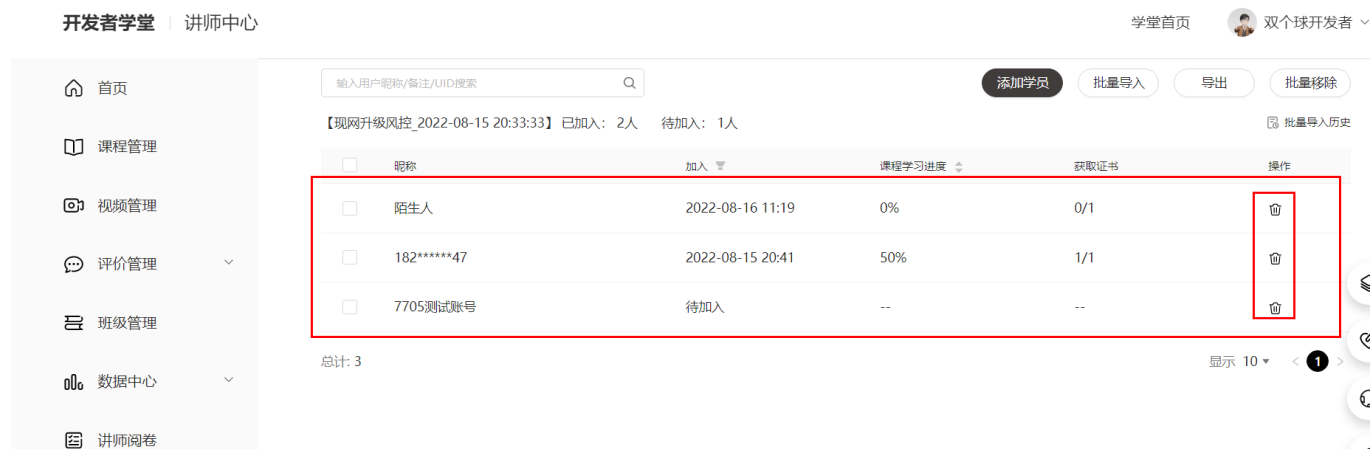 开发者学堂 讲师中心 学堂首页 双个球开发者
首页
课程管理
视频管理
评价管理
班级管理
数据中心
讲师阅卷
输入用户昵称/备注/UID搜索 添加学员 批量导入 导出 批量移除
【现网升级风控_2022-08-15 20:33:33】 已加入： 2人 待加入： 1人 批量导入历史
昵称 加入 课程学习进度 获取证书 操作
陌生人 2022-08-16 11:19 0% 0/1
182******47 2022-08-15 20:41 50% 1/1
7705测试账号 待加入 -- --
总计: 3 显示 10 < 1 >